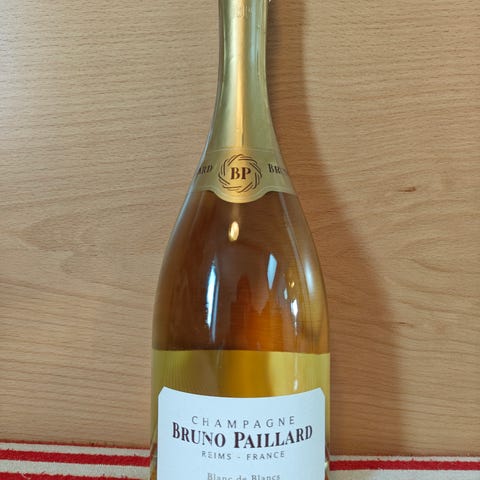 BP
CHAMPAGNE
BRUNO PAILLARD
REIMS - FRANCE
Blanc de Blancs